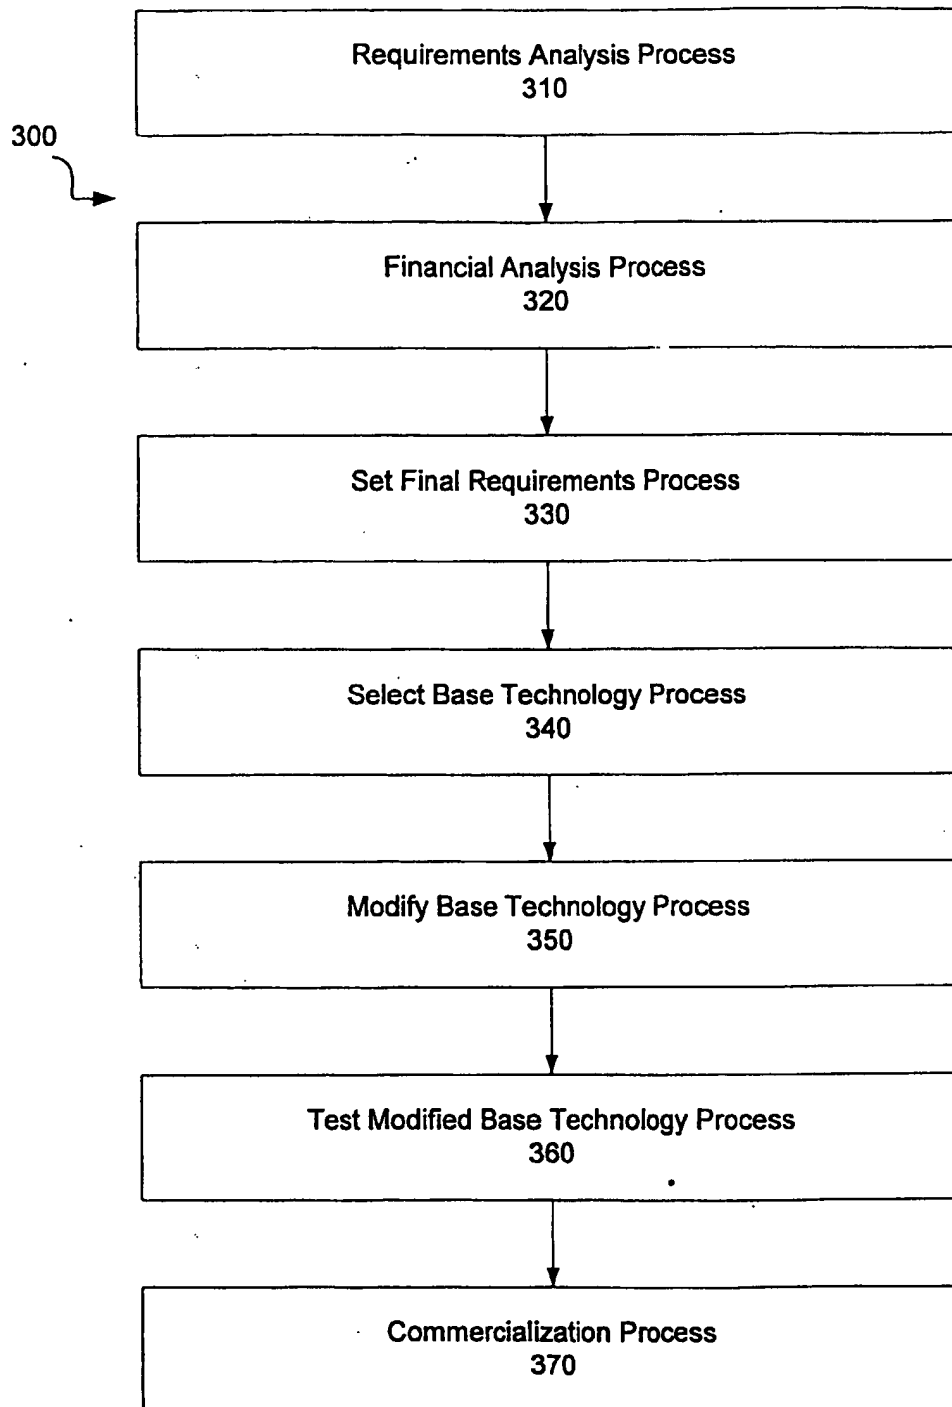 Requirements Analysis Process
310
300
Financial Analysis Process
320
Set Final Requirements Process
330
Select Base Technology Process
340
Modify Base Technology Process
350
Test Modified Base Technology Process
360
Commercialization Process
370